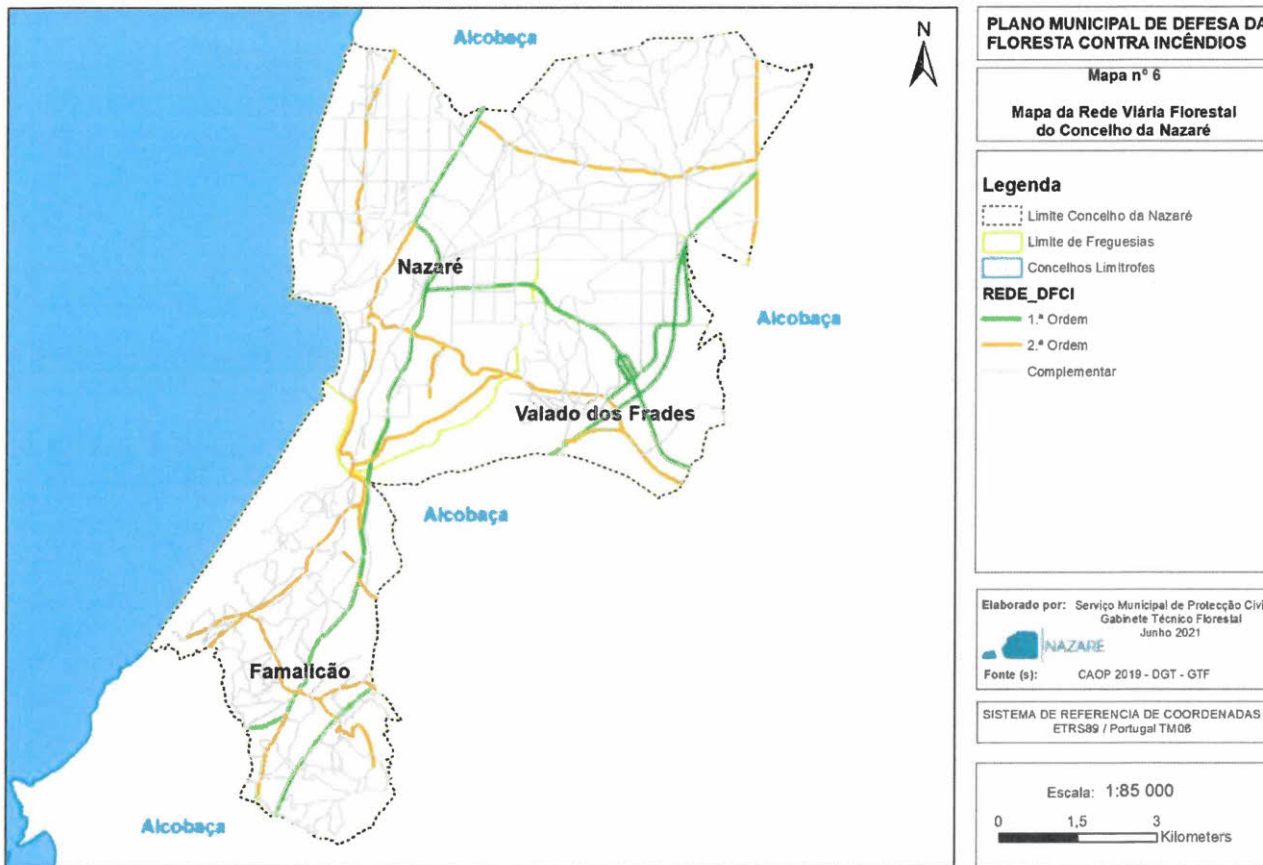 Alcobaça
N
Nazaré
Alcobaça
Valado dos Frades
Alcobaça
Famalicão
Alcobaça
PLANO MUNICIPAL DE DEFESA DA
FLORESTA CONTRA INCÊNDIOS
Mapa nº 6
Mapa da Rede Viária Florestal
do Concelho da Nazaré
Legenda
Limite Concelho da Nazaré
Limite de Freguesias
Concelhos Limítrofes
REDE_DFCI
1.ª Ordem
2.ª Ordem
Complementar
Elaborado por: Serviço Municipal de Protecção Civi
Gabinete Técnico Florestal
Junho 2021
NAZARÉ
Fonte (s): CAOP 2019 - DGT - GTF
SISTEMA DE REFERENCIA DE COORDENADAS
ETRS89 / Portugal TM06
Escala: 1:85 000
0 1,5 3
Kilometers